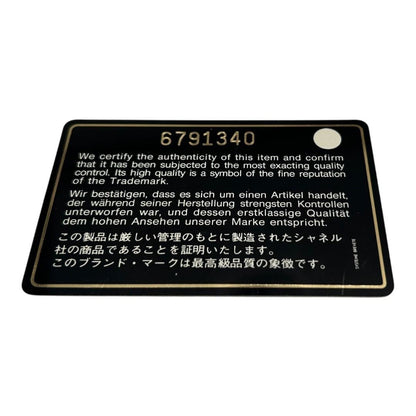 6791340
We certify the authenticity of this item and confirm
that it has been subjected to the most exacting quality
control. Its high quality is a symbol of the fine reputation
of the Trademark.
Wir bestätigen, dass es sich um einen Artikel handelt,
der während seiner Herstellung strengsten Kontrollen
unterworfen war, und dessen erstklassige Qualität
dem hohen Ansehen unserer Marke entspricht.
この製品は厳しい管理のもとに製造されたシャネル
社の商品であることを証明いたします。
このブランド・マークは最高級品質の象徴です。